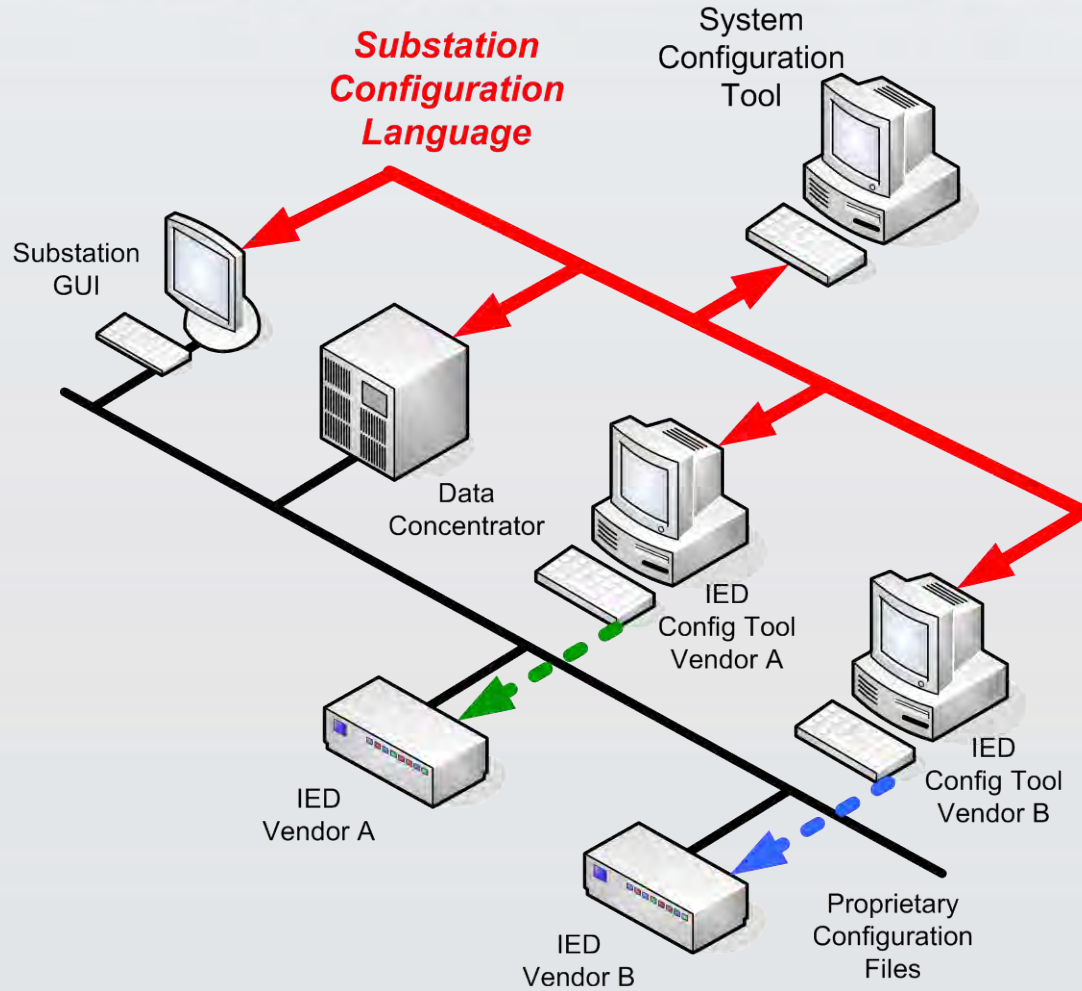 Substation
Configuration
Language
System
Configuration
Tool
Substation
GUI
Data
Concentrator
IED
Config Tool
Vendor A
IED
Config Tool
Vendor B
IED
Vendor A
IED
Vendor B
Proprietary
Configuration
Files